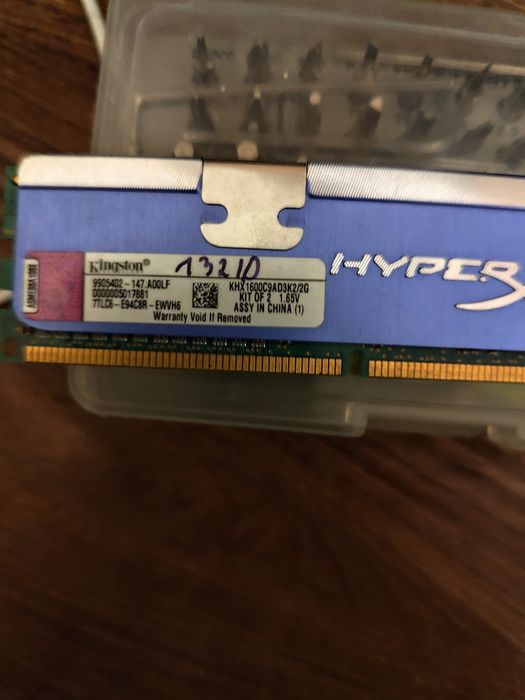 Kingston®
13210
9905402-147.A00LF
0000005017881
7TLC6-E94C8R-EWVH6
KHX1600C9AD3K2/2G
KIT OF 2 1.65V
ASSY IN CHINA (1)
Warranty Void If Removed
HYPERX